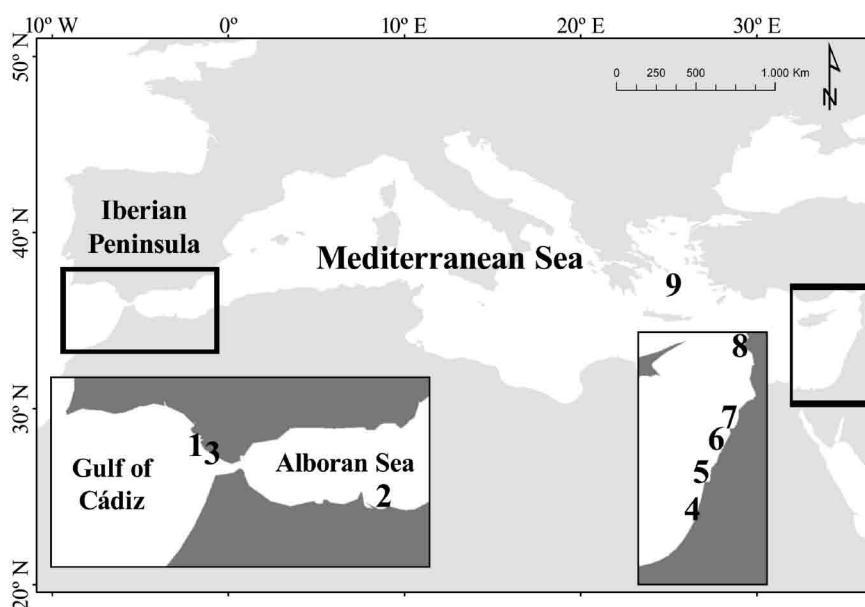 10º W 0º 10º E 20º E 30º E
50º N
0 250 500 1.000 Km
N
40º N
Iberian
Peninsula
Mediterranean Sea
9
30º N
8
7
1 3
6
Gulf of
Cádiz
Alboran Sea
5
2
4
20º N